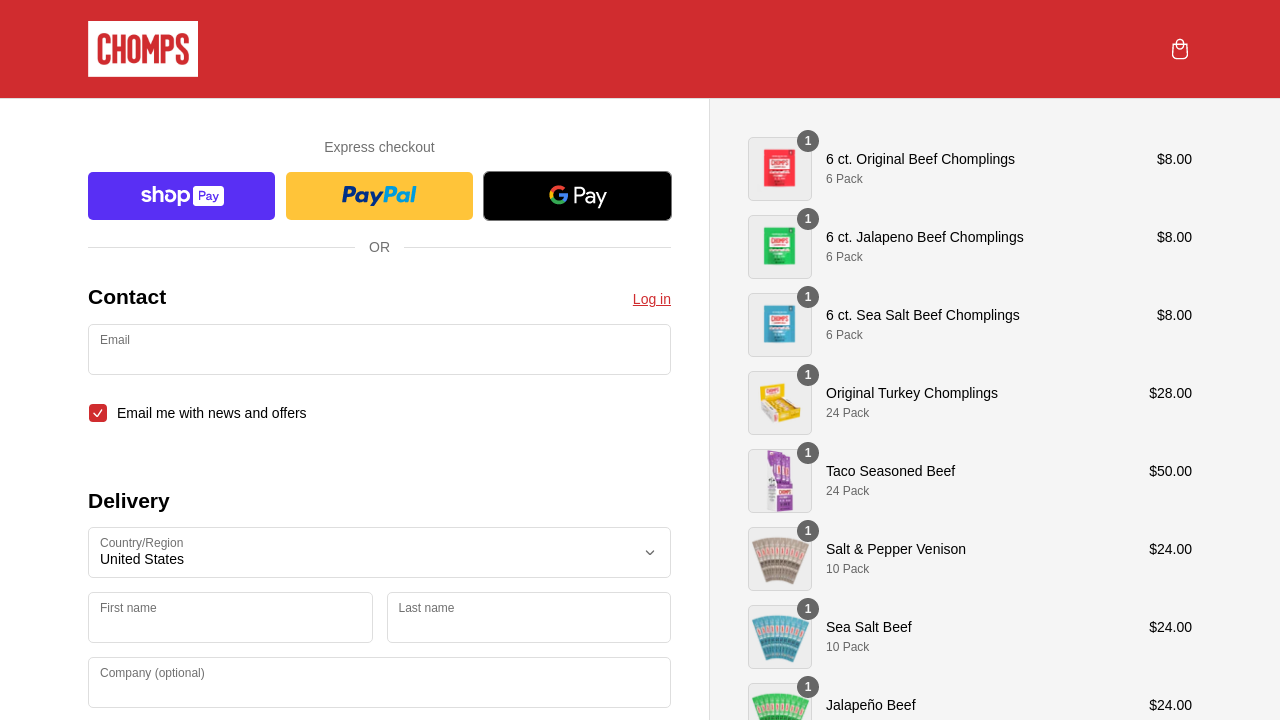 CHOMPS
Express checkout
shop Pay
PayPal
G Pay
OR
Contact
Log in
Email
Email me with news and offers
Delivery
Country/Region
United States
First name
Last name
Company (optional)
1
6 ct. Original Beef Chomplings
$8.00
6 Pack
1
6 ct. Jalapeno Beef Chomplings
$8.00
6 Pack
1
6 ct. Sea Salt Beef Chomplings
$8.00
6 Pack
1
Original Turkey Chomplings
$28.00
24 Pack
1
Taco Seasoned Beef
$50.00
24 Pack
1
Salt & Pepper Venison
$24.00
10 Pack
1
Sea Salt Beef
$24.00
10 Pack
1
Jalapeño Beef
$24.00